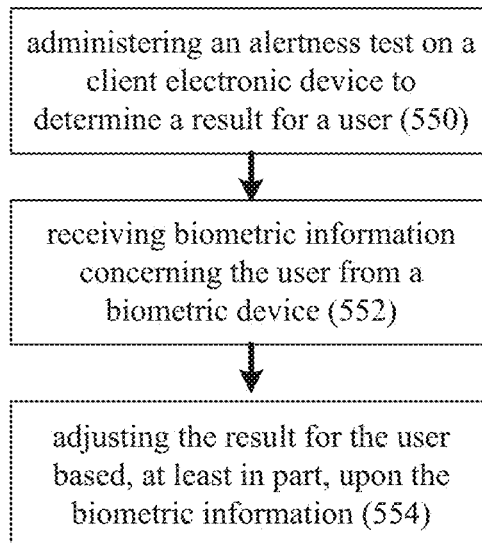 administering an alertness test on a
client electronic device to
determine a result for a user (550)
receiving biometric information
concerning the user from a
biometric device (552)
adjusting the result for the user
based, at least in part, upon the
biometric information (554)